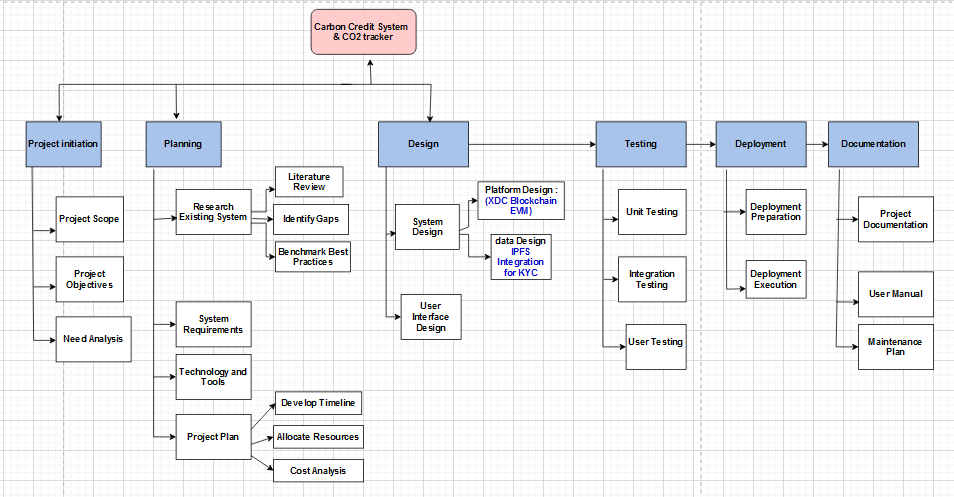 Carbon Credit System
& CO2 tracker
Project initiation
Planning
Design
Testing
Deployment
Documentation
Project Scope
Project
Objectives
Need Analysis
Research
Existing System
Literature
Review
Identify Gaps
Benchmark Best
Practices
System
Requirements
Technology and
Tools
Project Plan
Develop Timeline
Allocate Resources
Cost Analysis
System
Design
Platform Design :
(XDC Blockchain
EVM)
data Design
IPFS
Integration
for KYC
User
Interface
Design
Unit Testing
Integration
Testing
User Testing
Deployment
Preparation
Deployment
Execution
Project
Documentation
User Manual
Maintenance
Plan